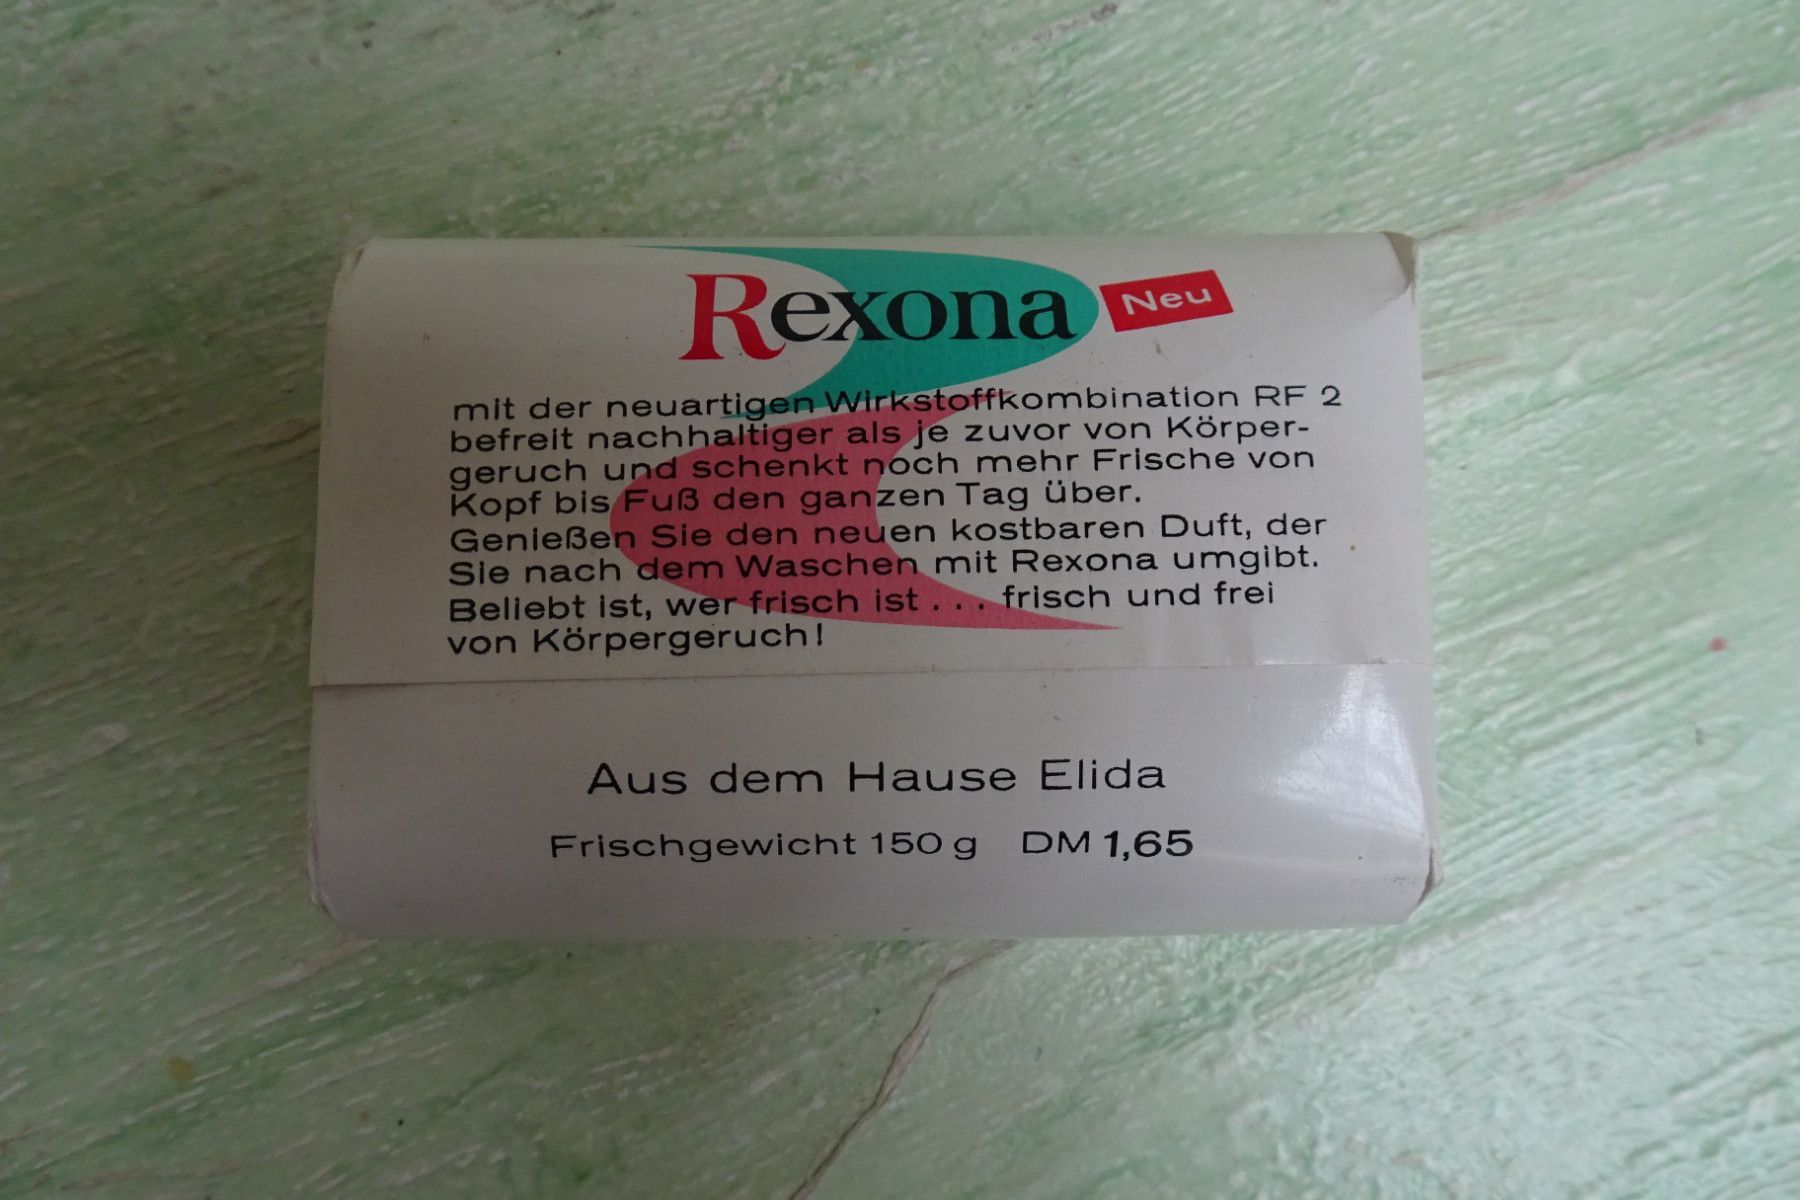 Rexona Neu
mit der neuartigen Wirkstoffkombination RF 2
befreit nachhaltiger als je zuvor von Körper-
geruch und schenkt noch mehr Frische von
Kopf bis Fuß den ganzen Tag über.
Genießen Sie den neuen kostbaren Duft, der
Sie nach dem Waschen mit Rexona umgibt.
Beliebt ist, wer frisch ist . . . frisch und frei
von Körpergeruch!
Aus dem Hause Elida
Frischgewicht 150 g DM 1,65